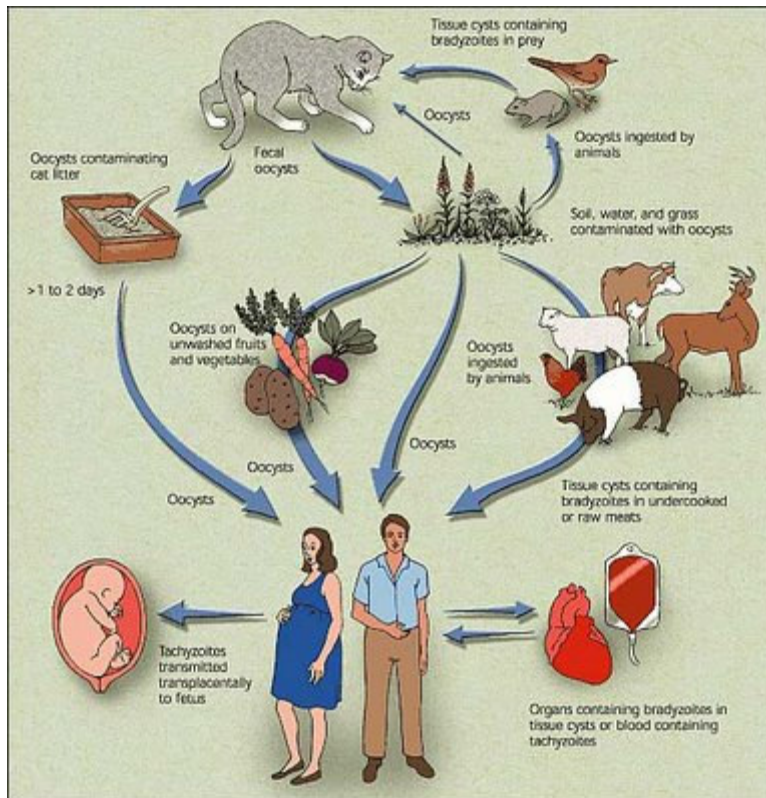 Tissue cysts containing
bradyzoites in prey
Oocysts
Oocysts ingested by
animals
Oocysts contaminating
cat litter
Fecal
oocysts
Soil, water, and grass
contaminated with oocysts
>1 to 2 days
Oocysts on
unwashed fruits
and vegetables
Oocysts
ingested
by animals
Oocysts
Oocysts
Oocysts
Tissue cysts containing
bradyzoites in undercooked
or raw meats
Tachyzoites
transmitted
transplacentally
to fetus
Organs containing bradyzoites in
tissue cysts or blood containing
tachyzoites